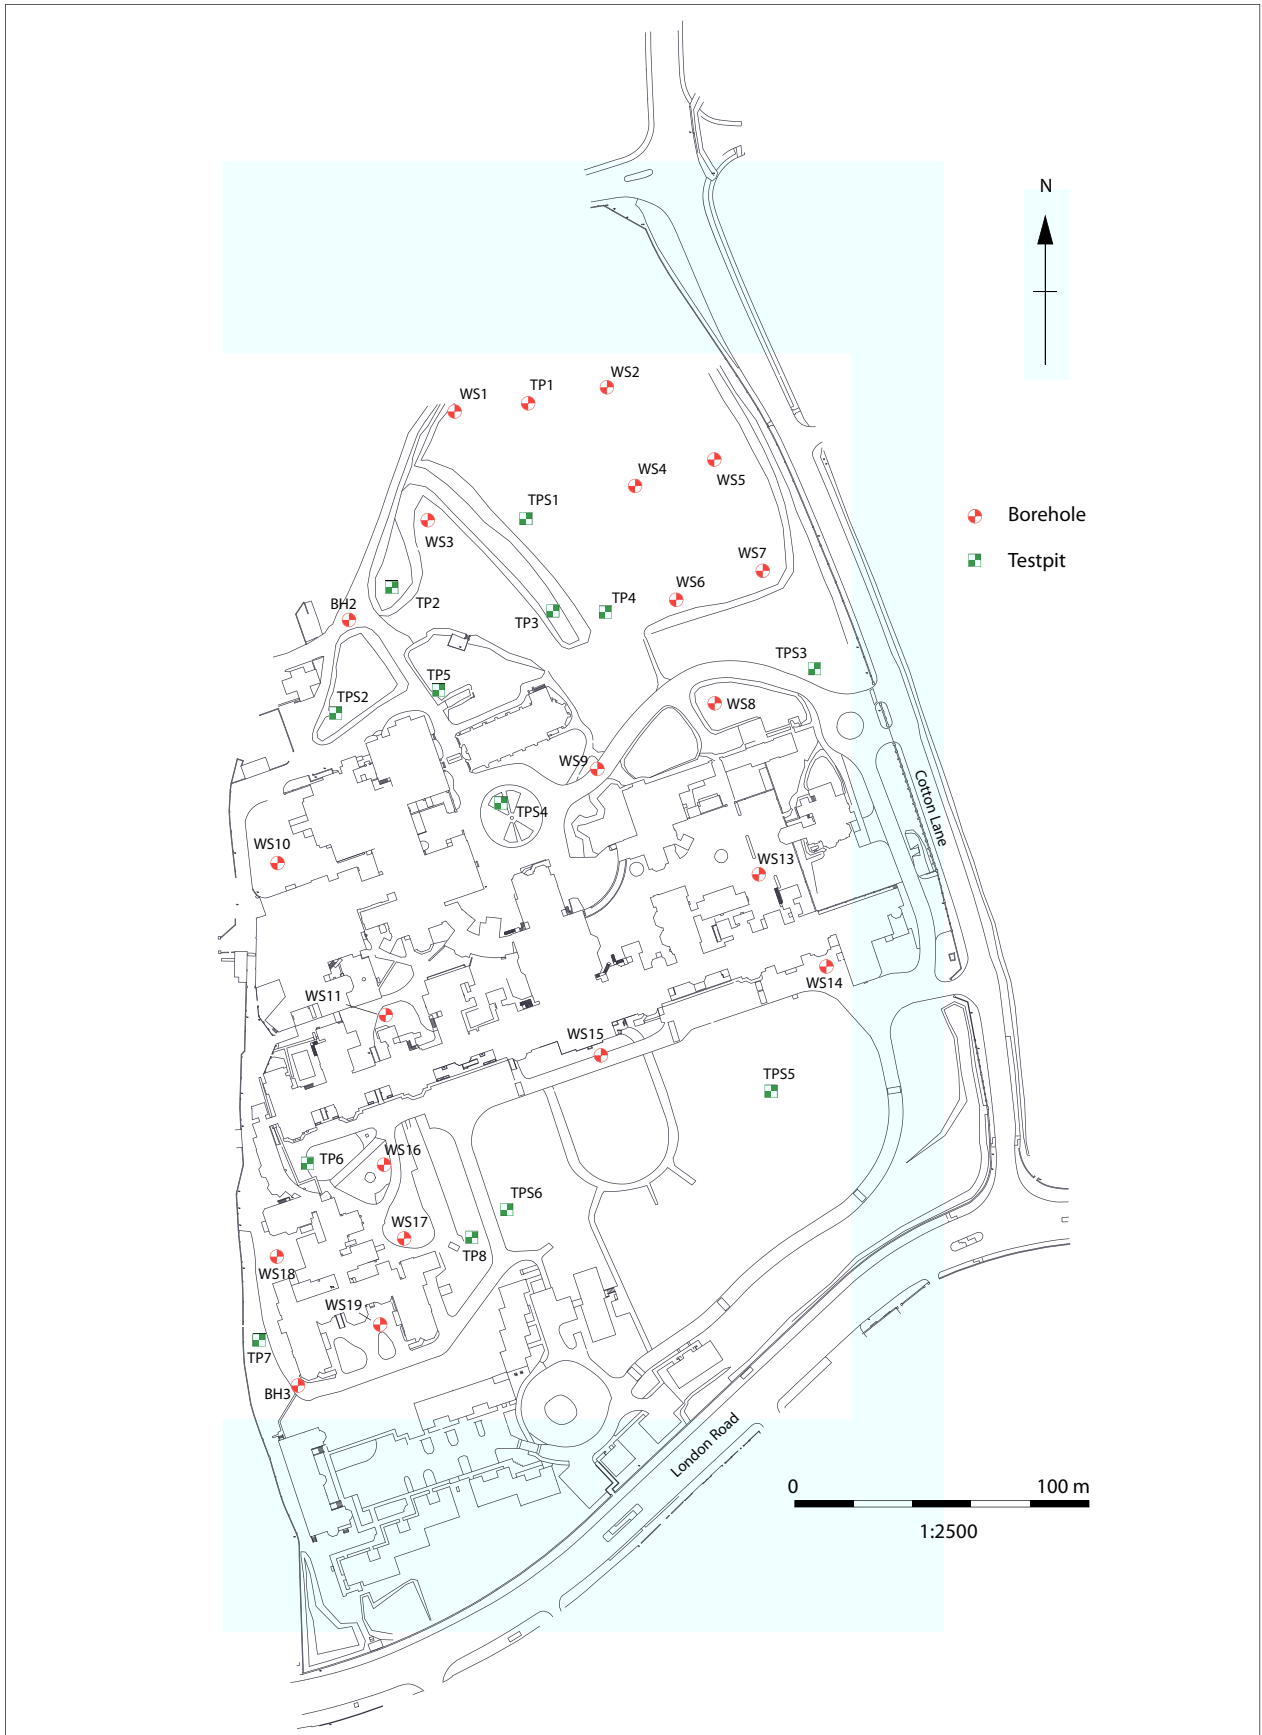 N
WS2
TP1
WS1
WS4
WS5
TPS1
Borehole
WS3
WS7
Testpit
WS6
TP2
BH2
TP4
TP3
TPS3
TP5
TPS2
WS8
WS9
TPS4
Cotton Lane
WS10
WS13
WS14
WS11
WS15
TPS5
WS16
TP6
TPS6
WS17
TP8
WS18
WS19
TP7
BH3
London Road
0 100 m
1:2500